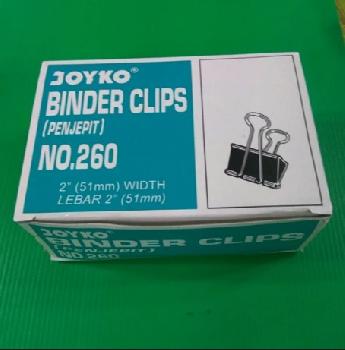 JOYKO®
BINDER CLIPS
(PENJEPIT)
NO.260
2" (51mm) WIDTH
LEBAR 2" (51mm)
JOYKO®
BINDER CLIPS
(PENJEPIT)
NO.260